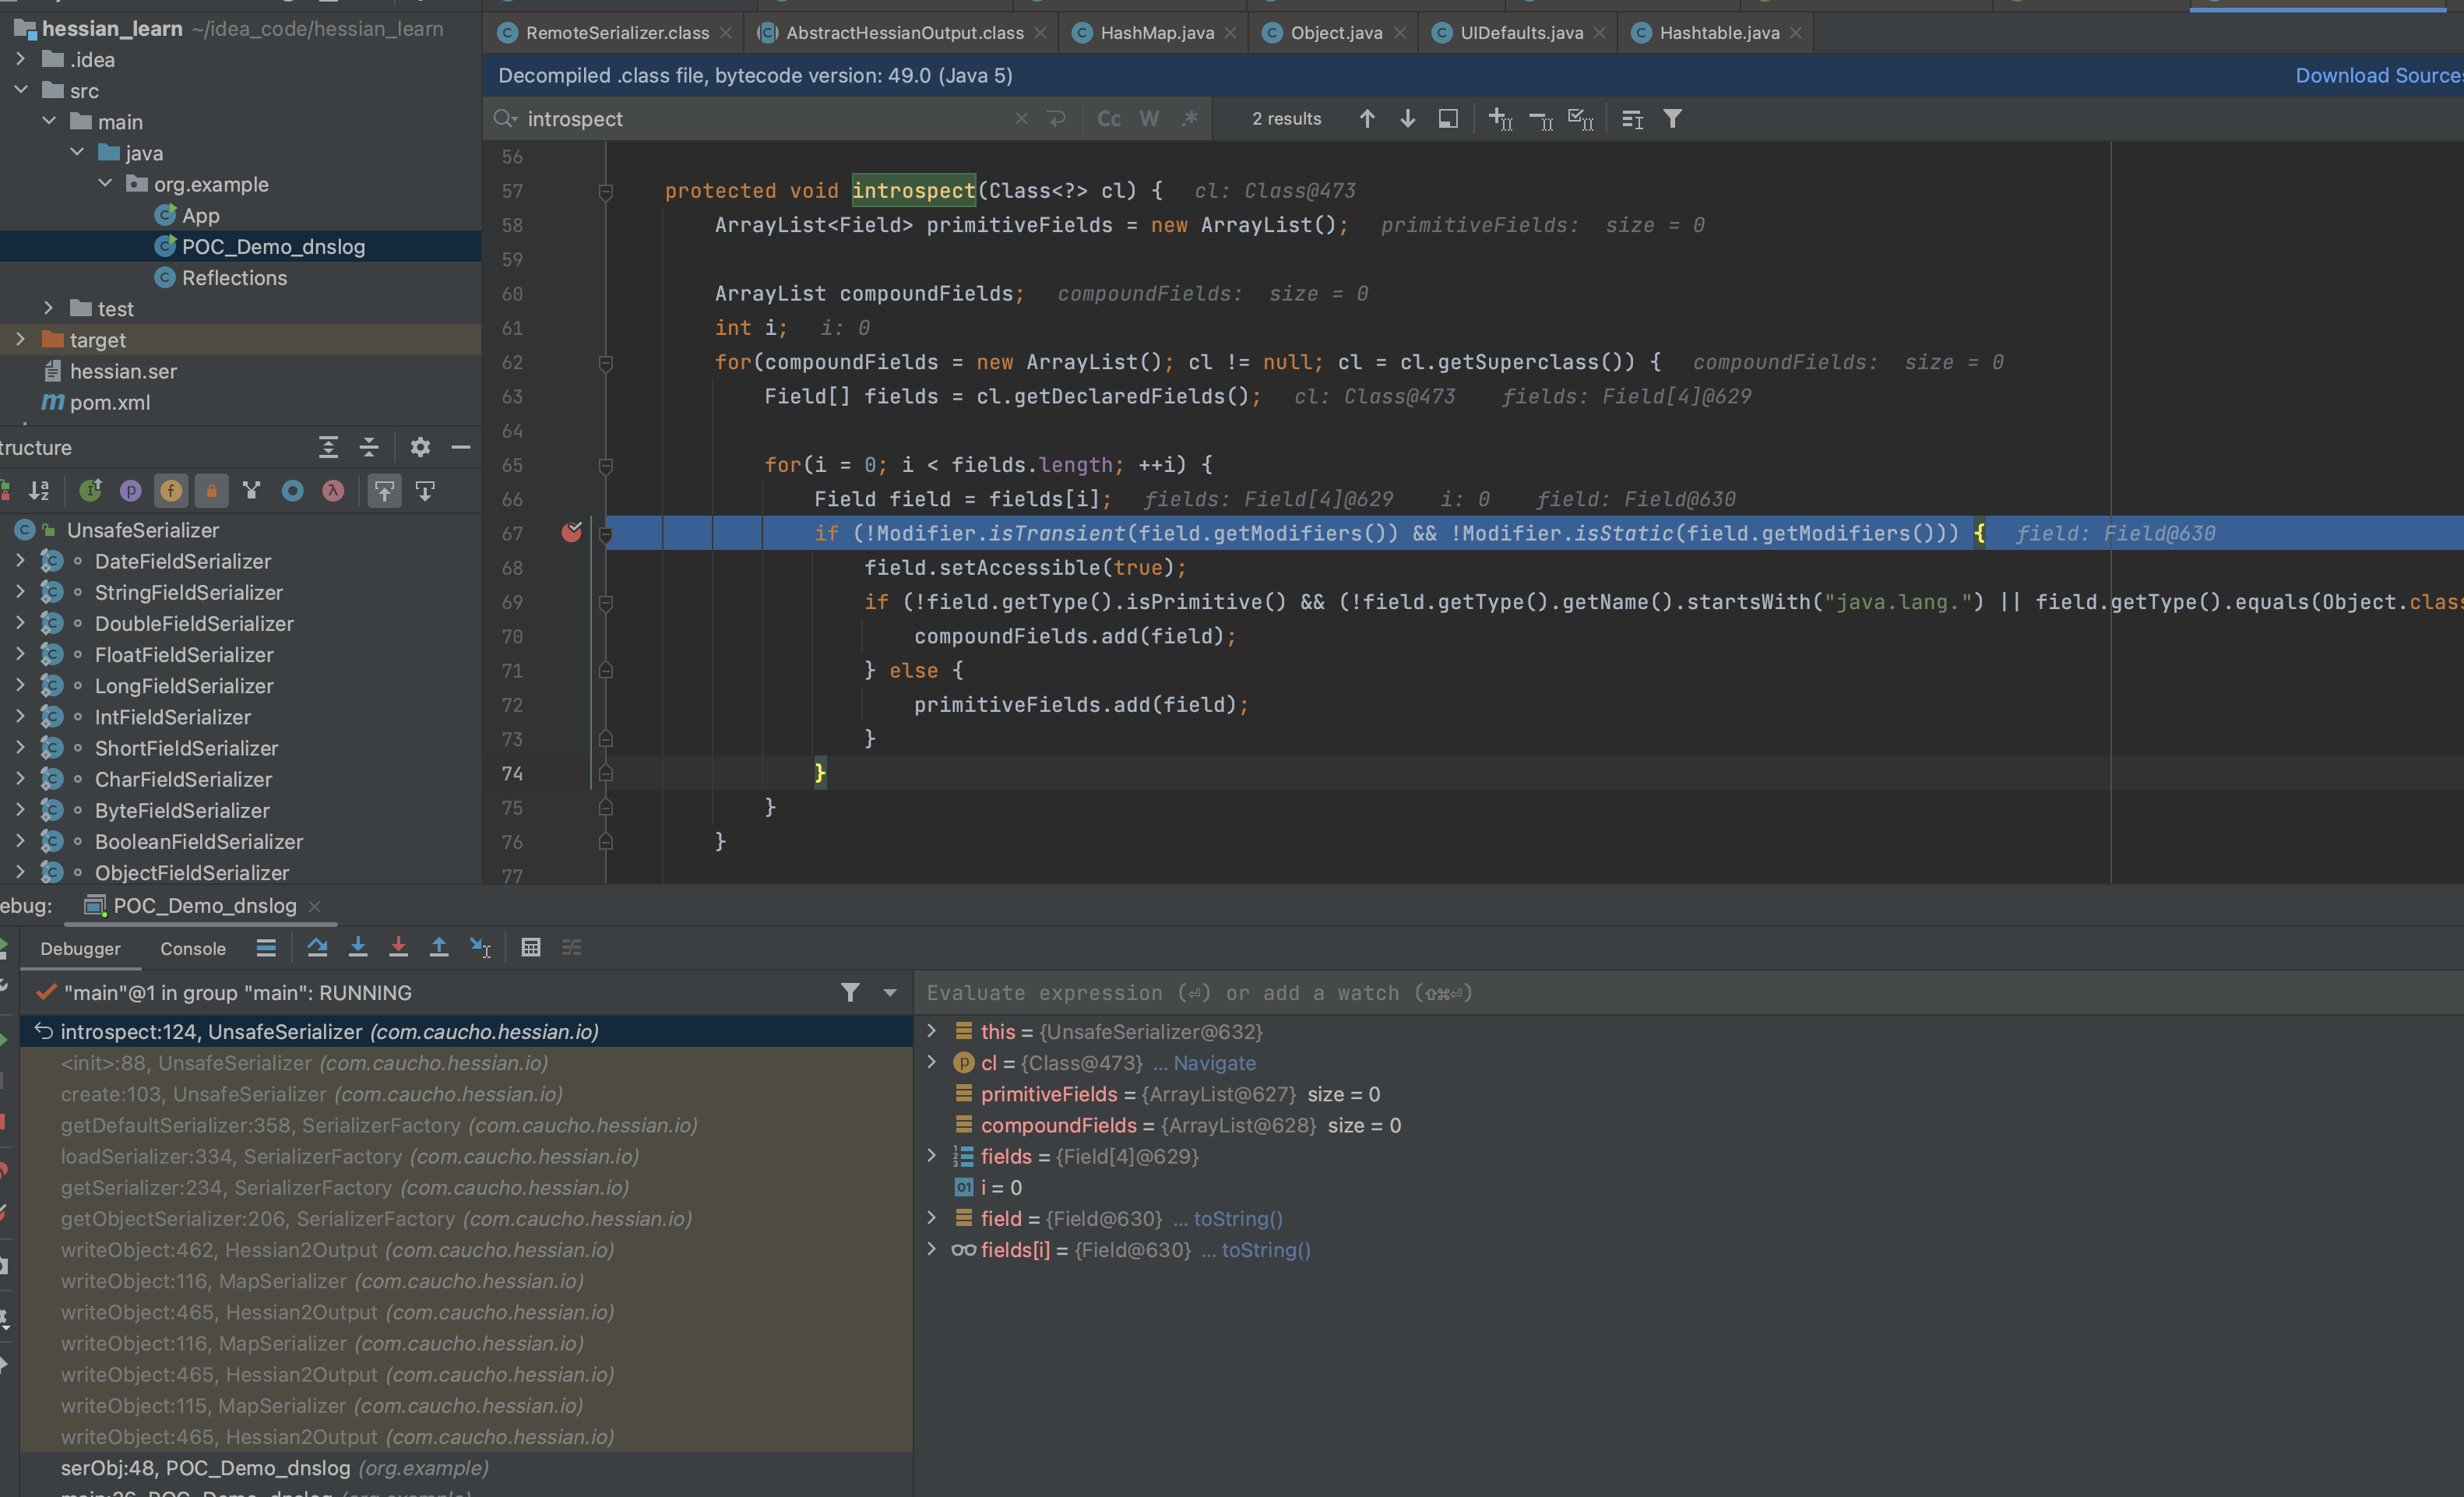 hessian_learn ~/idea_code/hessian_learn
.idea
src
main
java
org.example
App
POC_Demo_dnslog
Reflections
test
target
hessian.ser
pom.xml
tructure
UnsafeSerializer
DateFieldSerializer
StringFieldSerializer
DoubleFieldSerializer
FloatFieldSerializer
LongFieldSerializer
IntFieldSerializer
ShortFieldSerializer
CharFieldSerializer
ByteFieldSerializer
BooleanFieldSerializer
ObjectFieldSerializer
RemoteSerializer.class AbstractHessianOutput.class HashMap.java Object.java UIDefaults.java Hashtable.java
Decompiled .class file, bytecode version: 49.0 (Java 5) Download Sources
introspect Cc W .* 2 results
56
57 protected void introspect(Class<?> cl) { cl: Class@473
58 ArrayList<Field> primitiveFields = new ArrayList(); primitiveFields: size = 0
59
60 ArrayList compoundFields; compoundFields: size = 0
61 int i; i: 0
62 for(compoundFields = new ArrayList(); cl != null; cl = cl.getSuperclass()) { compoundFields: size = 0
63 Field[] fields = cl.getDeclaredFields(); cl: Class@473 fields: Field[4]@629
64
65 for(i = 0; i < fields.length; ++i) {
66 Field field = fields[i]; fields: Field[4]@629 i: 0 field: Field@630
67 if (!Modifier.isTransient(field.getModifiers()) && !Modifier.isStatic(field.getModifiers())) { field: Field@630
68 field.setAccessible(true);
69 if (!field.getType().isPrimitive() && (!field.getType().getName().startsWith("java.lang.") || field.getType().equals(Object.clas
70 compoundFields.add(field);
71 } else {
72 primitiveFields.add(field);
73 }
74 }
75 }
76 }
77
ebug: POC_Demo_dnslog
Debugger Console
"main"@1 in group "main": RUNNING
introspect:124, UnsafeSerializer (com.caucho.hessian.io)
<init>:88, UnsafeSerializer (com.caucho.hessian.io)
create:103, UnsafeSerializer (com.caucho.hessian.io)
getDefaultSerializer:358, SerializerFactory (com.caucho.hessian.io)
loadSerializer:334, SerializerFactory (com.caucho.hessian.io)
getSerializer:234, SerializerFactory (com.caucho.hessian.io)
getObjectSerializer:206, SerializerFactory (com.caucho.hessian.io)
writeObject:462, Hessian2Output (com.caucho.hessian.io)
writeObject:116, MapSerializer (com.caucho.hessian.io)
writeObject:465, Hessian2Output (com.caucho.hessian.io)
writeObject:116, MapSerializer (com.caucho.hessian.io)
writeObject:465, Hessian2Output (com.caucho.hessian.io)
writeObject:115, MapSerializer (com.caucho.hessian.io)
writeObject:465, Hessian2Output (com.caucho.hessian.io)
serObj:48, POC_Demo_dnslog (org.example)
main:26, POC_Demo_dnslog (org.example)
Evaluate expression (⏎) or add a watch (⇧⌘⏎)
this = {UnsafeSerializer@632}
cl = {Class@473} ... Navigate
primitiveFields = {ArrayList@627} size = 0
compoundFields = {ArrayList@628} size = 0
fields = {Field[4]@629}
i = 0
field = {Field@630} ... toString()
fields[i] = {Field@630} ... toString()